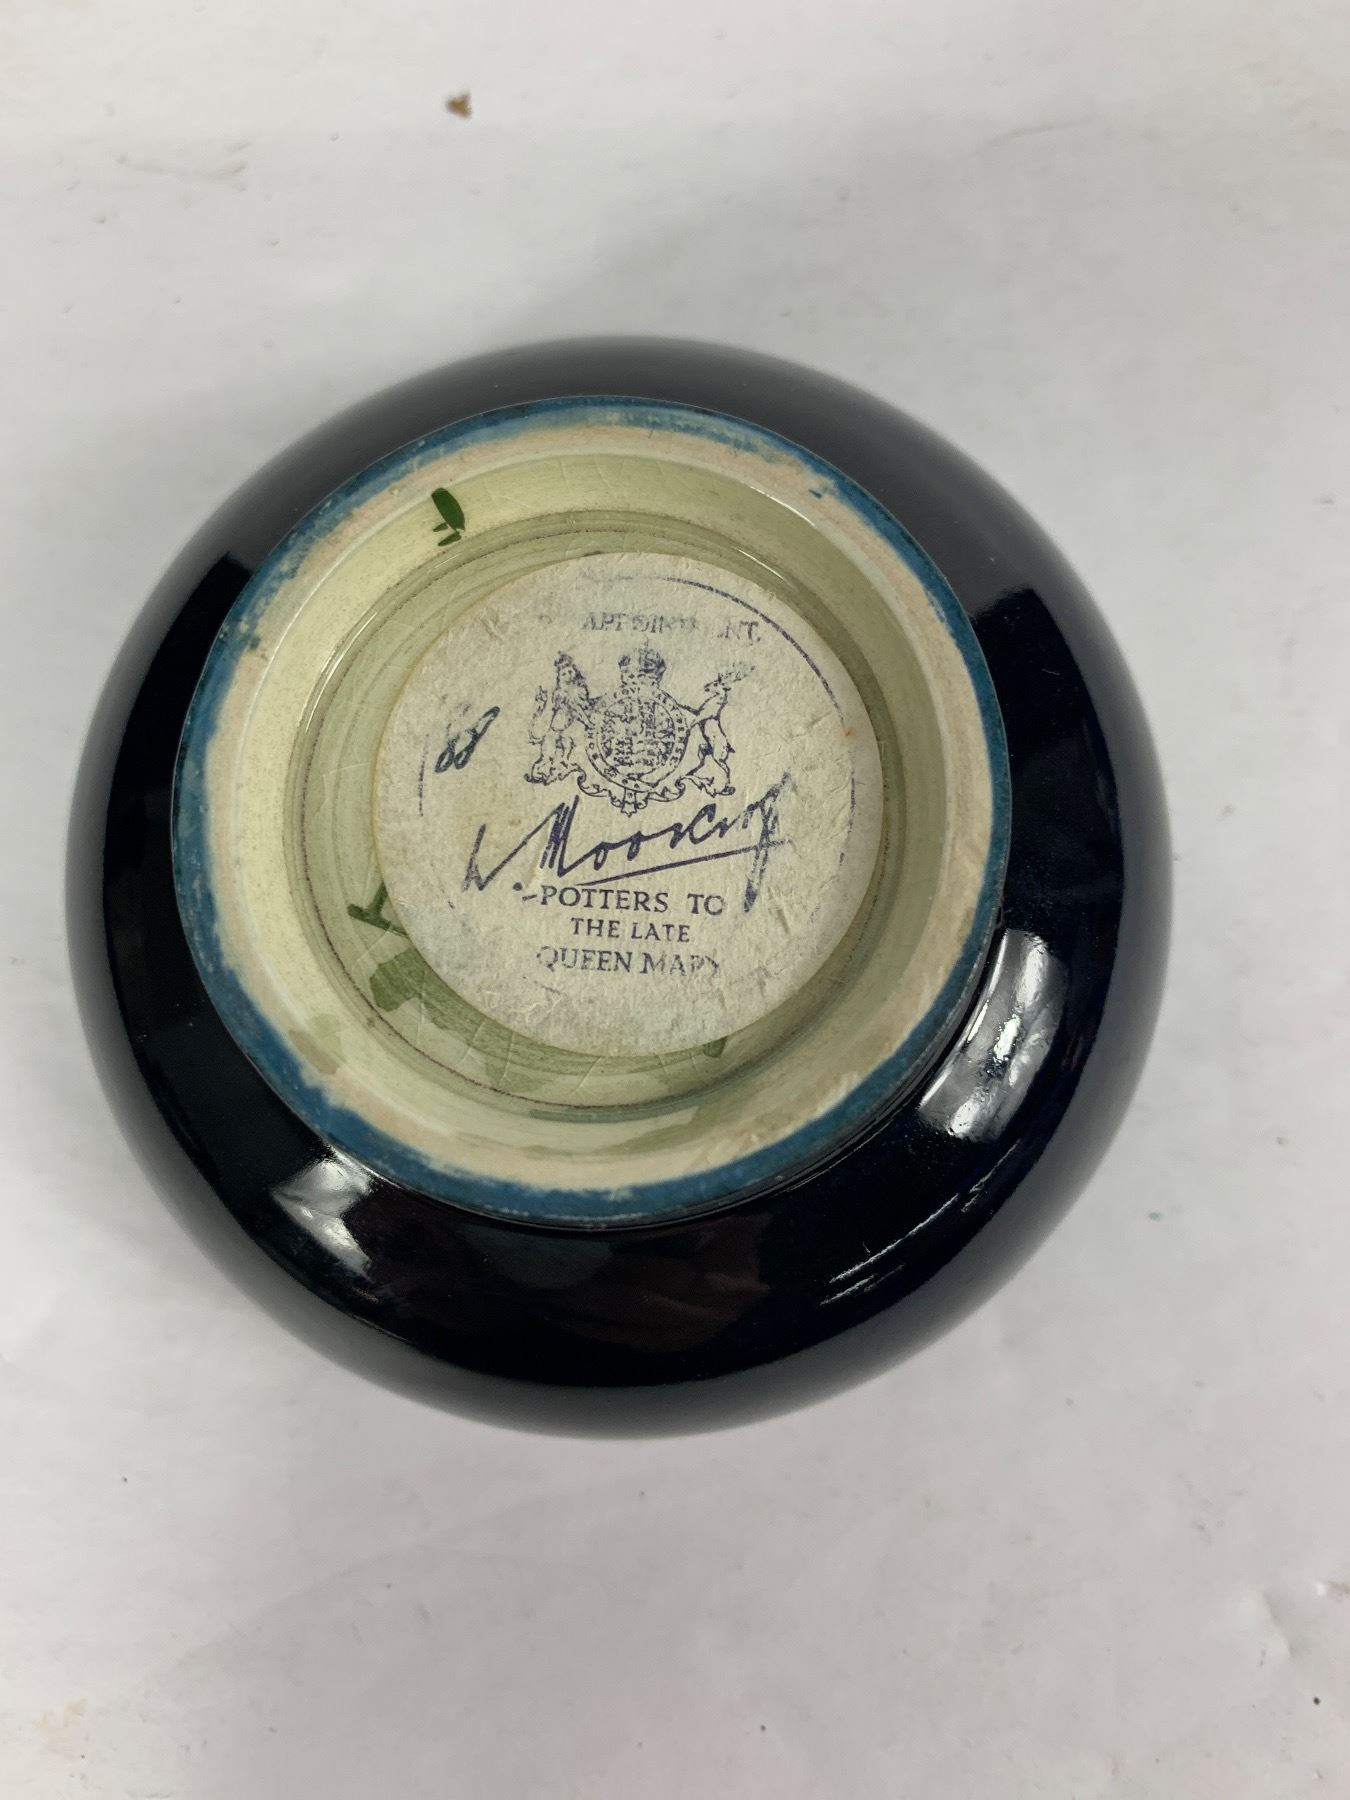 APPOINTMENT.
88
W. Moorcroft
POTTERS TO
THE LATE
QUEEN MARY